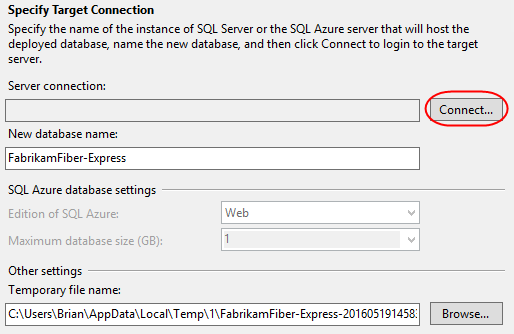 Specify Target Connection
Specify the name of the instance of SQL Server or the SQL Azure server that will host the
deployed database, name the new database, and then click Connect to login to the target
server.
Server connection:
Connect...
New database name:
FabrikamFiber-Express
SQL Azure database settings
Edition of SQL Azure:
Web
Maximum database size (GB):
1
Other settings
Temporary file name:
C:\Users\Brian\AppData\Local\Temp\1\FabrikamFiber-Express-2016051914583
Browse...